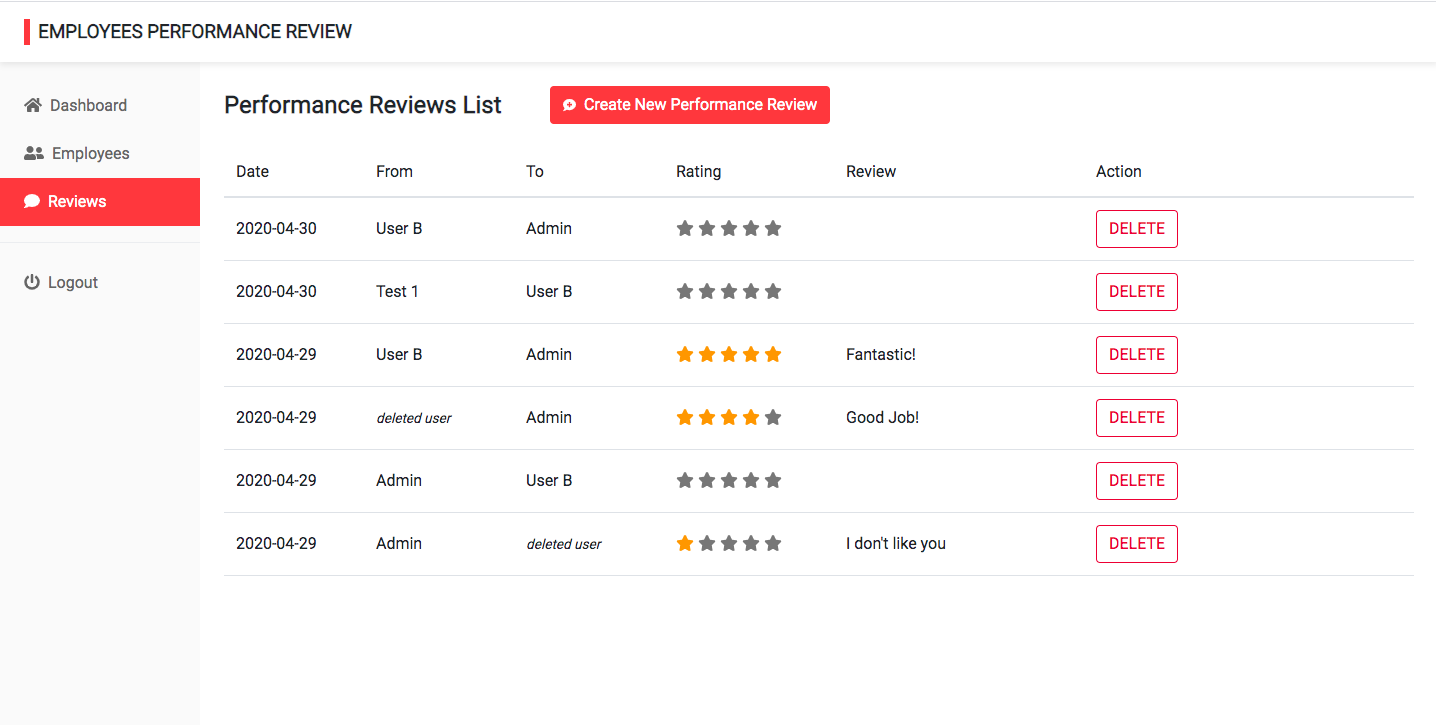 EMPLOYEES PERFORMANCE REVIEW
Dashboard
Employees
Reviews
Logout
Performance Reviews List
Create New Performance Review
Date From To Rating Review Action
2020-04-30 User B Admin DELETE
2020-04-30 Test 1 User B DELETE
2020-04-29 User B Admin Fantastic! DELETE
2020-04-29 deleted user Admin Good Job! DELETE
2020-04-29 Admin User B DELETE
2020-04-29 Admin deleted user I don't like you DELETE